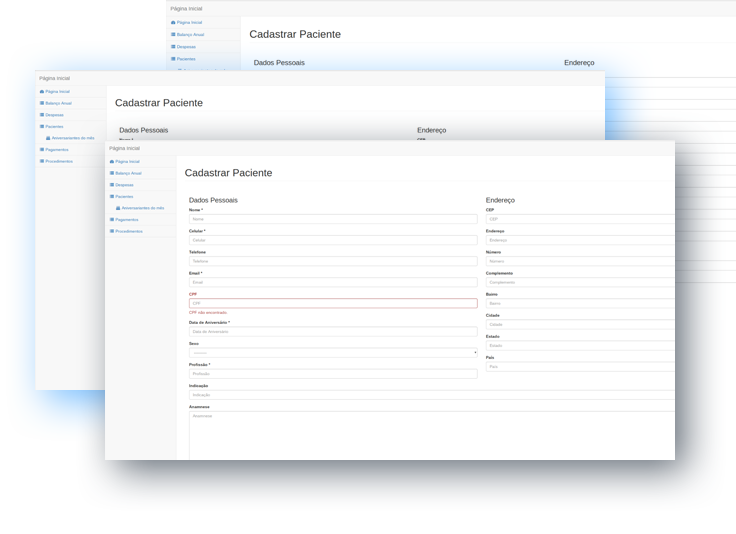 Página Inicial
Página Inicial
Balanço Anual
Despesas
Pacientes
Cadastrar Paciente
Dados Pessoais
Endereço
Página Inicial
Página Inicial
Balanço Anual
Despesas
Pacientes
Aniversariantes do mês
Pagamentos
Procedimentos
Cadastrar Paciente
Dados Pessoais
Endereço
Página Inicial
Página Inicial
Balanço Anual
Despesas
Pacientes
Aniversariantes do mês
Pagamentos
Procedimentos
Cadastrar Paciente
Dados Pessoais
Nome *
Nome
Celular *
Celular
Telefone
Telefone
Email *
Email
CPF
CPF
CPF não encontrado
Data de Aniversário *
Data de Aniversário
Sexo
---------
Profissão *
Profissão
Indicação
Indicação
Anamnese
Anamnese
Endereço
CEP
CEP
Endereço
Endereço
Número
Número
Complemento
Complemento
Bairro
Bairro
Cidade
Cidade
Estado
Estado
País
País